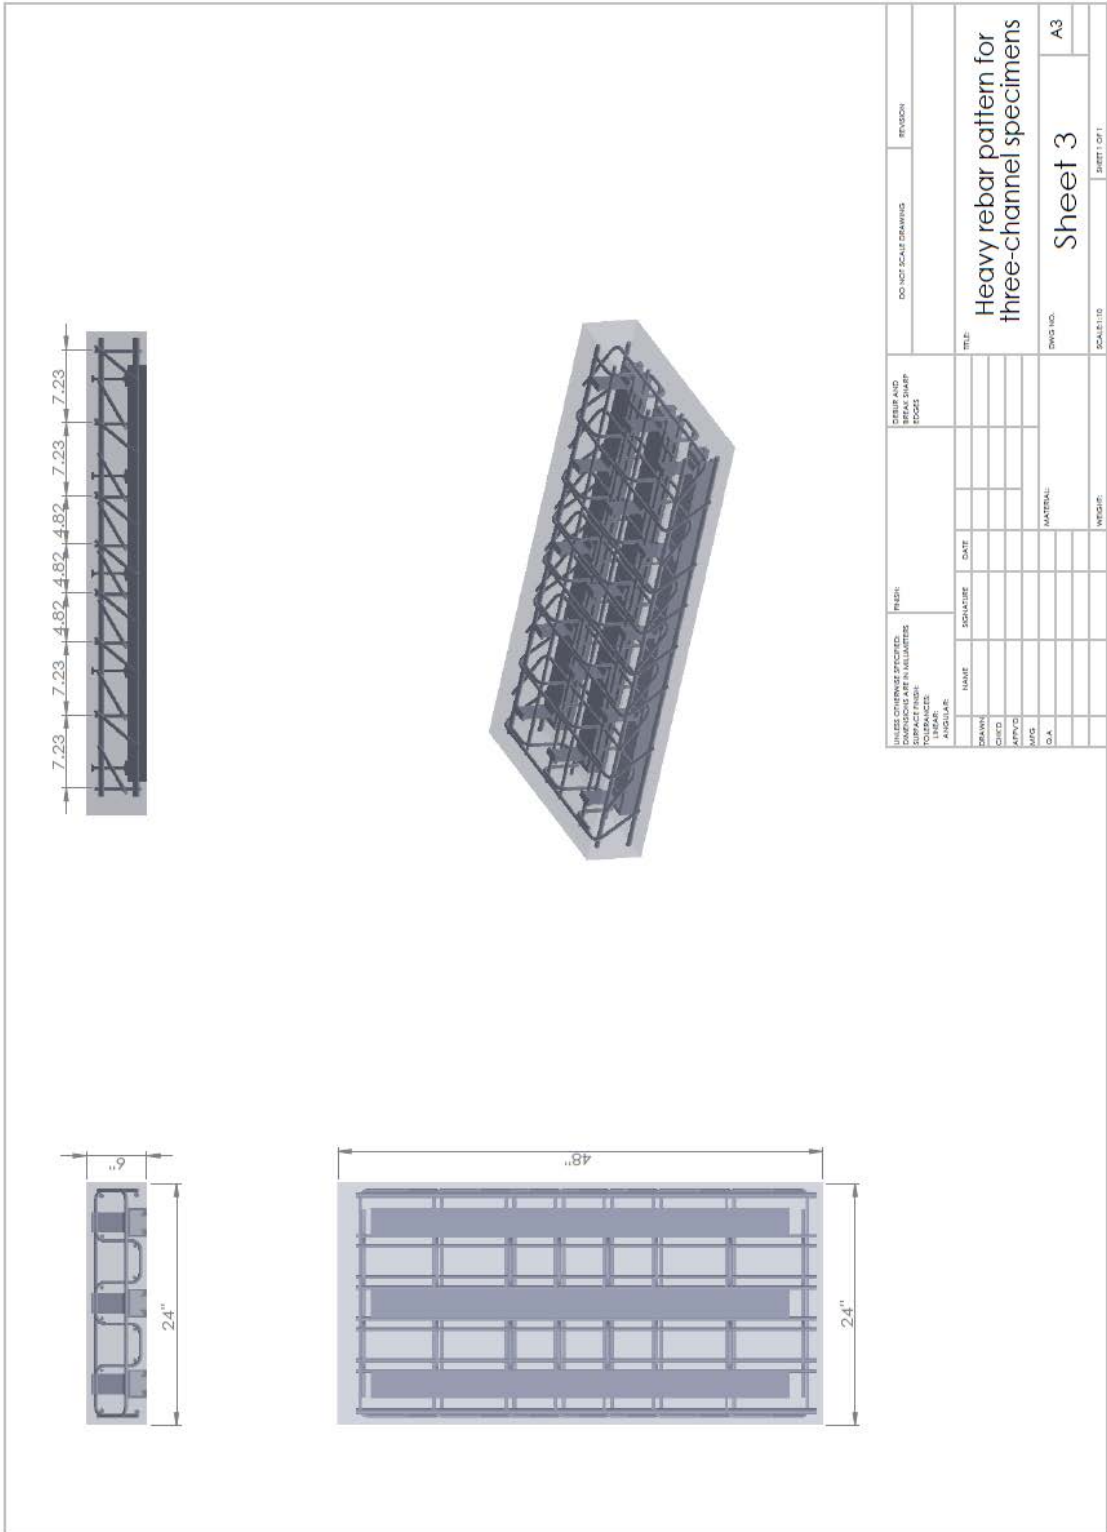 7.23
7.23
4.82
4.82
4.82
7.23
7.23
6"
24"
48"
24"
UNLESS OTHERWISE SPECIFIED:
DIMENSIONS ARE IN MILLIMETERS
SURFACE FINISH:
TOLERANCES:
LINEAR:
ANGULAR:
FINISH:
DEBUR AND
BREAK SHARP
EDGES
DO NOT SCALE DRAWING
REVISION
NAME
SIGNATURE
DATE
DRAWN
CHK'D
APPV'D
MFG
Q.A
TITLE:
Heavy rebar pattern for
three-channel specimens
MATERIAL:
DWG NO.
Sheet 3
A3
WEIGHT:
SCALE:1:10
SHEET 1 OF 1